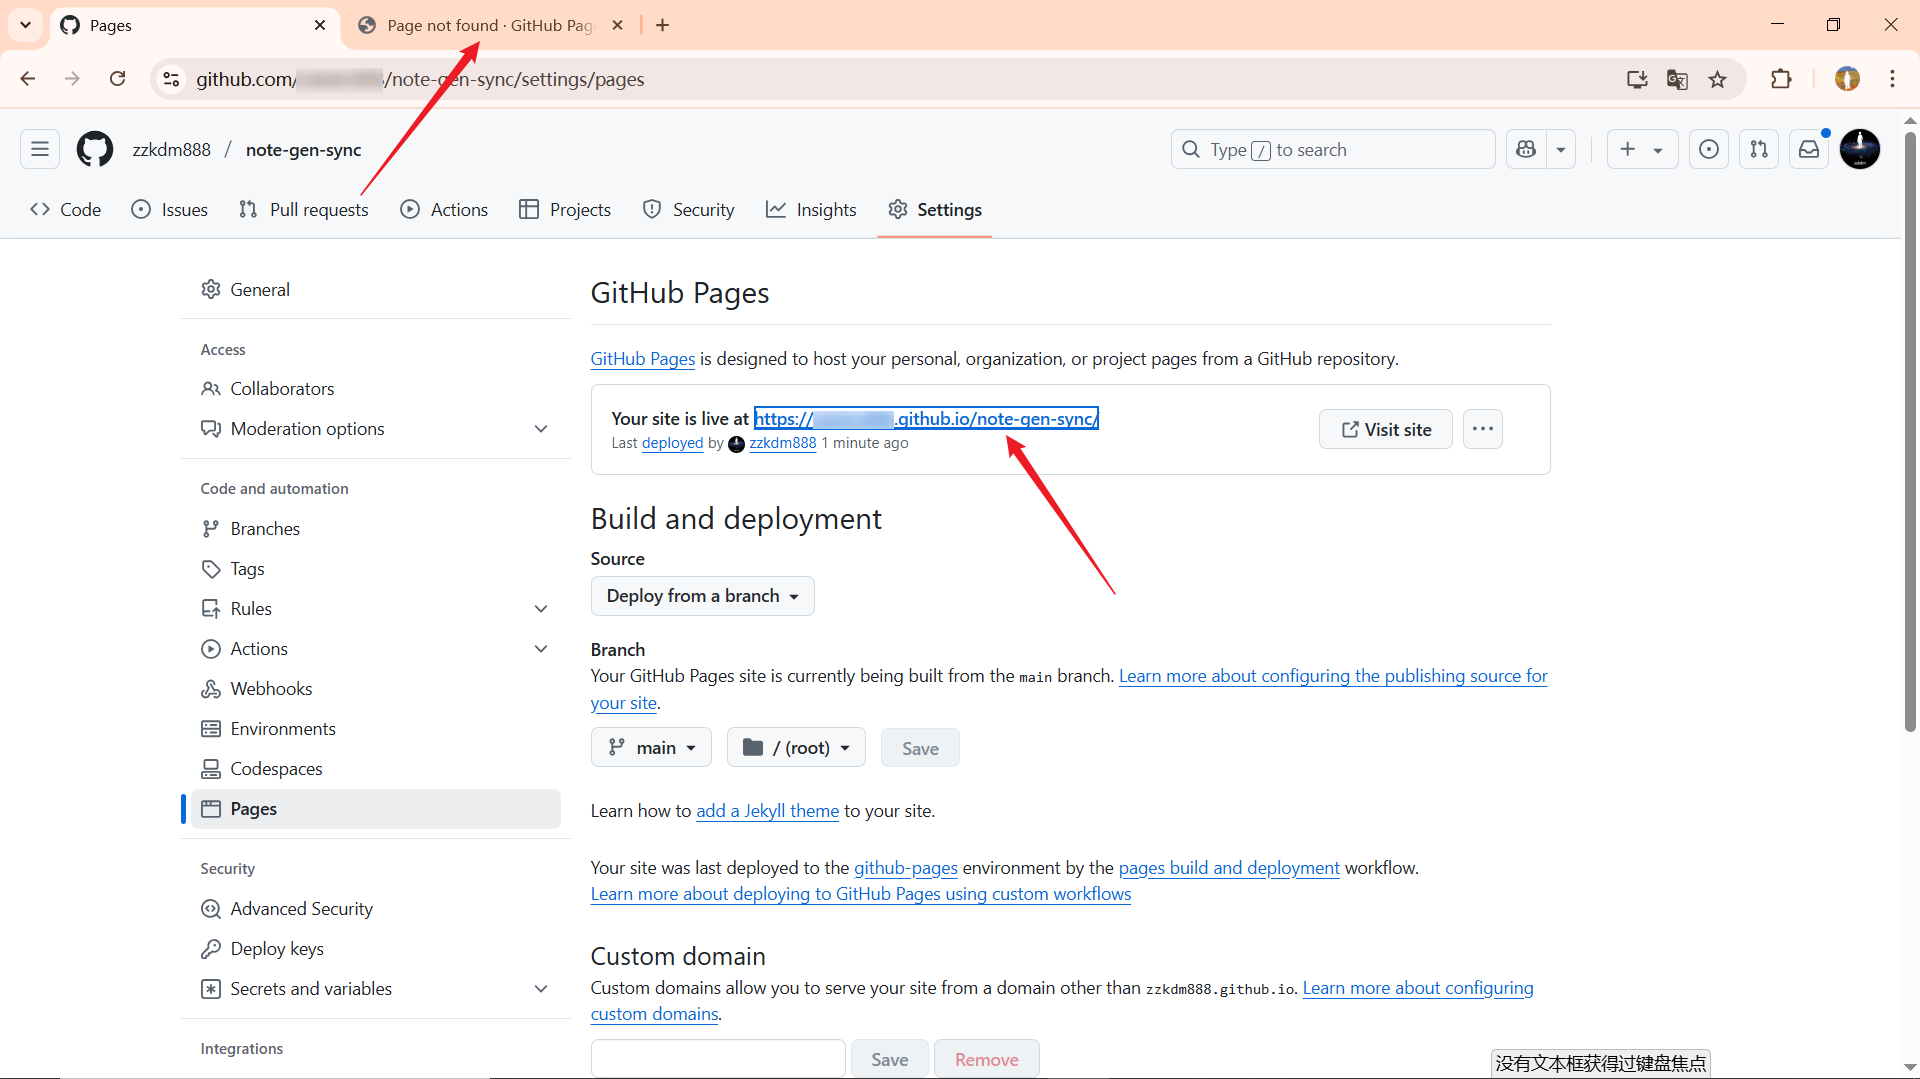 Pages
Page not found · GitHub Pag
github.com/
/note-gen-sync/settings/pages
zzkdm888 / note-gen-sync
Type / to search
Code
Issues
Pull requests
Actions
Projects
Security
Insights
Settings
General
Access
Collaborators
Moderation options
Code and automation
Branches
Tags
Rules
Actions
Webhooks
Environments
Codespaces
Pages
Security
Advanced Security
Deploy keys
Secrets and variables
Integrations
GitHub Pages
GitHub Pages is designed to host your personal, organization, or project pages from a GitHub repository.
Your site is live at https:// .github.io/note-gen-sync/
Last deployed by zzkdm888 1 minute ago
Visit site
Build and deployment
Source
Deploy from a branch
Branch
Your GitHub Pages site is currently being built from the main branch. Learn more about configuring the publishing source for
your site.
main
/ (root)
Save
Learn how to add a Jekyll theme to your site.
Your site was last deployed to the github-pages environment by the pages build and deployment workflow.
Learn more about deploying to GitHub Pages using custom workflows
Custom domain
Custom domains allow you to serve your site from a domain other than zzkdm888.github.io. Learn more about configuring
custom domains.
Save
Remove
没有文本框获得过键盘焦点